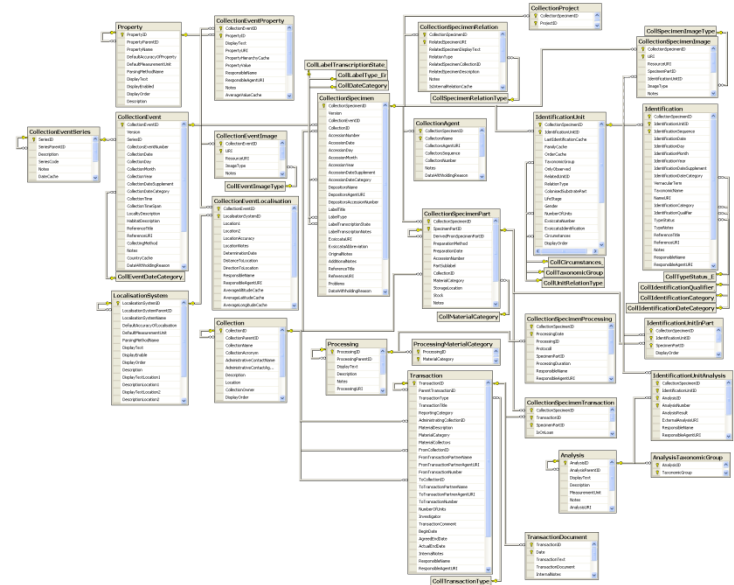 Property
PropertyID
PropertyParentID
PropertyName
DefaultAccuracyOfProperty
DefaultMeasurementUnit
ParsingMethodName
DisplayText
DisplayEnabled
DisplayOrder
Description
CollectionEventProperty
CollectionEventID
PropertyID
DisplayText
PropertyURI
PropertyHierarchyCache
PropertyValue
ResponsibleName
ResponsibleAgentURI
Notes
AverageValueCache
CollectionSpecimenRelation
CollectionSpecimenID
RelatedSpecimenURI
RelatedSpecimenDisplayText
RelationType
RelatedSpecimenCollectionID
RelatedSpecimenDescription
Notes
IsInternalRelationCache
CollSpecimenRelationType
CollectionProject
CollectionSpecimenID
ProjectID
CollSpecimenImageType
CollectionSpecimenImage
CollectionSpecimenID
URI
ResourceURI
SpecimenPartID
IdentificationUnitID
ImageType
Notes
CollLabelTranscriptionState
CollLabelType_E
CollDateCategory
CollectionEventSeries
SeriesID
SeriesParentID
Description
SeriesCode
Notes
DateCache
CollectionEvent
CollectionEventID
Version
SeriesID
CollectorsEventNumber
CollectionDate
CollectionDay
CollectionMonth
CollectionYear
CollectionDateSupplement
CollectionDateCategory
CollectionTime
CollectionTimeSpan
LocalityDescription
HabitatDescription
ReferenceTitle
ReferenceURI
CollectingMethod
Notes
CountryCache
DataWithholdingReason
CollEventDateCategory
CollectionEventImage
CollectionEventID
URI
ResourceURI
ImageType
Notes
CollEventImageType
CollectionEventLocalisation
CollectionEventID
LocalisationSystemID
Location1
Location2
LocationAccuracy
LocationNotes
DeterminationDate
DistanceToLocation
DirectionToLocation
ResponsibleName
ResponsibleAgentURI
AverageAltitudeCache
AverageLatitudeCache
AverageLongitudeCache
CollectionSpecimen
CollectionSpecimenID
Version
CollectionEventID
CollectionID
AccessionNumber
AccessionDate
AccessionDay
AccessionMonth
AccessionYear
AccessionDateSupplement
AccessionDateCategory
DepositorsName
DepositorsAgentURI
DepositorsAccessionNumber
LabelTitle
LabelType
LabelTranscriptionState
LabelTranscriptionNotes
ExsiccataURI
ExsiccataAbbreviation
OriginalNotes
AdditionalNotes
ReferenceTitle
ReferenceURI
Problems
DataWithholdingReason
CollectionAgent
CollectionSpecimenID
CollectorsName
CollectorsAgentURI
CollectorsSequence
CollectorsNumber
Notes
DataWithholdingReason
CollectionSpecimenPart
CollectionSpecimenID
SpecimenPartID
DerivedFromSpecimenPartID
PreparationMethod
PreparationDate
AccessionNumber
PartSublabel
CollectionID
MaterialCategory
StorageLocation
Stock
Notes
CollMaterialCategory
IdentificationUnit
CollectionSpecimenID
IdentificationUnitID
LastIdentificationCache
FamilyCache
OrderCache
TaxonomicGroup
OnlyObserved
RelatedUnitID
RelationType
ColonisedSubstratePart
LifeStage
Gender
NumberOfUnits
ExsiccataNumber
ExsiccataIdentification
Circumstances
DisplayOrder
CollCircumstances
CollTaxonomicGroup
CollUnitRelationType
Identification
CollectionSpecimenID
IdentificationUnitID
IdentificationSequence
IdentificationDate
IdentificationDay
IdentificationMonth
IdentificationYear
IdentificationDateSupplement
IdentificationDateCategory
VernacularTerm
TaxonomicName
NameURI
IdentificationCategory
IdentificationQualifier
TypeStatus
TypeNotes
ReferenceTitle
ReferenceURI
Notes
ResponsibleName
ResponsibleAgentURI
CollTypeStatus_E
CollIdentificationQualifier
CollIdentificationCategory
CollIdentificationDateCategory
LocalisationSystem
LocalisationSystemID
LocalisationSystemParentID
LocalisationSystemName
DefaultAccuracyOfLocalisation
DefaultMeasurementUnit
ParsingMethodName
DisplayText
DisplayEnable
DisplayOrder
Description
DisplayTextLocation1
DescriptionLocation1
DisplayTextLocation2
DescriptionLocation2
Collection
CollectionID
CollectionParentID
CollectionName
CollectionAcronym
AdministrativeContactName
AdministrativeContactAg...
Description
Location
CollectionOwner
DisplayOrder
Processing
ProcessingID
ProcessingParentID
DisplayText
Description
Notes
ProcessingURI
ProcessingMaterialCategory
ProcessingID
MaterialCategory
CollectionSpecimenProcessing
CollectionSpecimenID
ProcessingDate
ProcessingID
Protocoll
SpecimenPartID
ProcessingDuration
ResponsibleName
ResponsibleAgentURI
IdentificationUnitInPart
CollectionSpecimenID
IdentificationUnitID
SpecimenPartID
DisplayOrder
Transaction
TransactionID
ParentTransactionID
TransactionType
TransactionTitle
ReportingCategory
AdministratingCollectionID
MaterialDescription
MaterialCategory
MaterialCollectors
FromCollectionID
FromTransactionPartnerName
FromTransactionPartnerAgentURI
FromTransactionNumber
ToCollectionID
ToTransactionPartnerName
ToTransactionPartnerAgentURI
ToTransactionNumber
NumberOfUnits
Investigator
TransactionComment
BeginDate
AgreedEndDate
ActualEndDate
InternalNotes
ResponsibleName
ResponsibleAgentURI
CollTransactionType
CollectionSpecimenTransaction
CollectionSpecimenID
TransactionID
SpecimenPartID
IsOnLoan
IdentificationUnitAnalysis
CollectionSpecimenID
IdentificationUnitID
AnalysisID
AnalysisNumber
AnalysisResult
ExternalAnalysisURI
ResponsibleName
ResponsibleAgentURI
Analysis
AnalysisID
AnalysisParentID
DisplayText
Description
MeasurementUnit
Notes
AnalysisURI
AnalysisTaxonomicGroup
AnalysisID
TaxonomicGroup
TransactionDocument
TransactionID
Date
TransactionText
TransactionDocument
InternalNotes